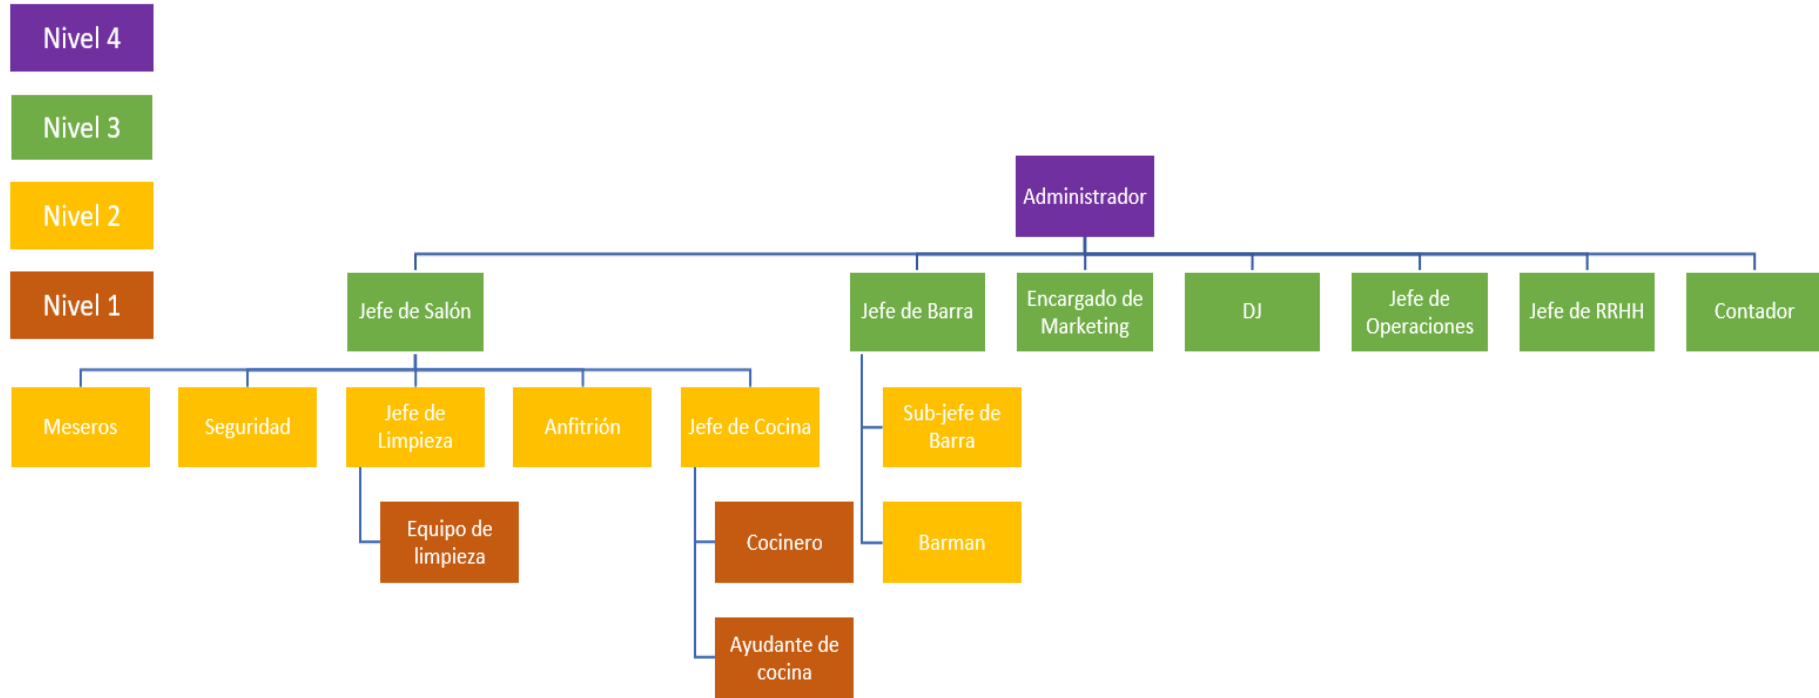 Nivel 4
Nivel 3
Nivel 2
Nivel 1
Administrador
Jefe de Salón
Jefe de Barra
Encargado de
Marketing
DJ
Jefe de
Operaciones
Jefe de RRHH
Contador
Meseros
Seguridad
Jefe de
Limpieza
Anfitrión
Jefe de Cocina
Sub-jefe de
Barra
Equipo de
limpieza
Cocinero
Barman
Ayudante de
cocina